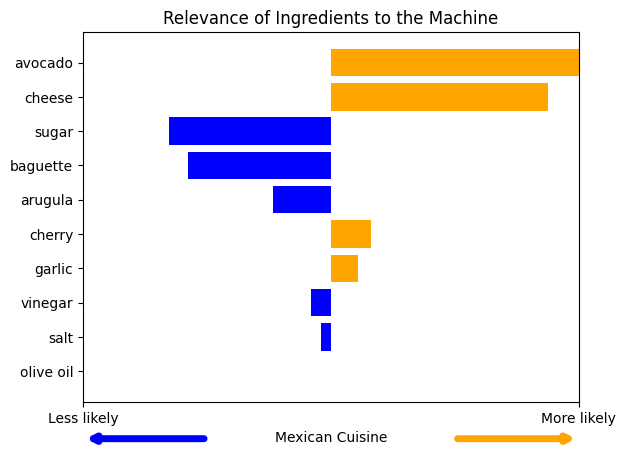 Relevance of Ingredients to the Machine
avocado
cheese
sugar
baguette
arugula
cherry
garlic
vinegar
salt
olive oil
Less likely
More likely
Mexican Cuisine